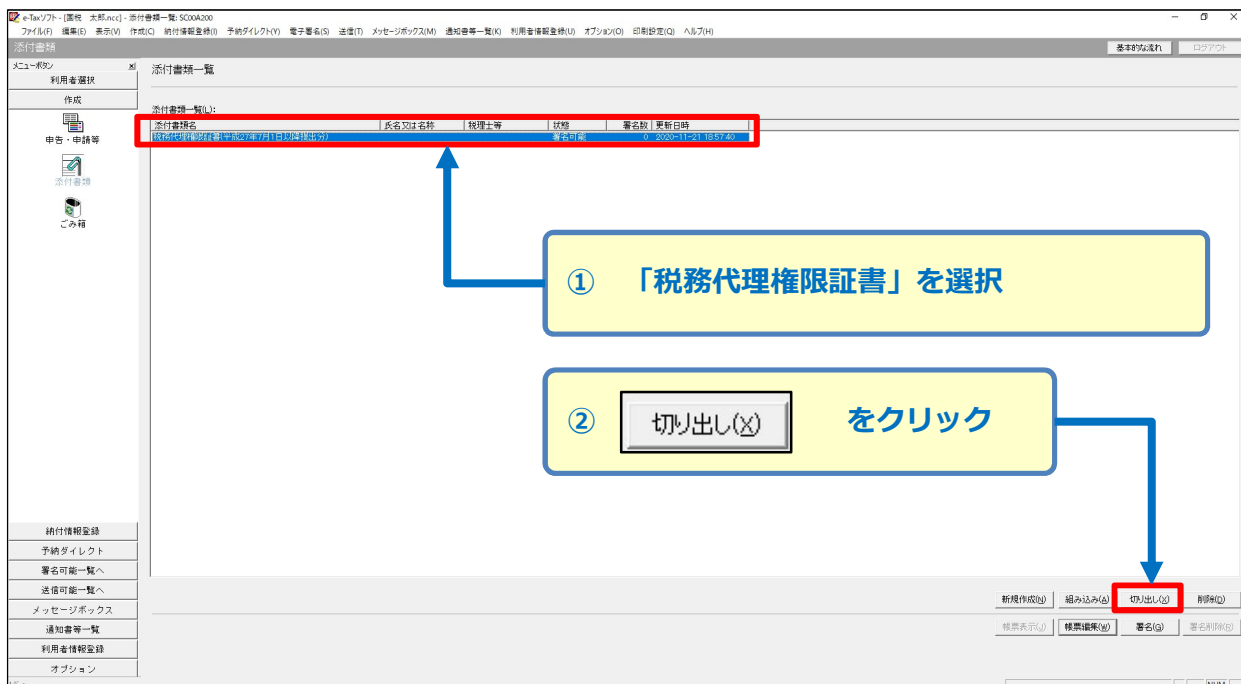 e-Taxソフト - [国税　太郎.ncc] - 添付書類一覧: SC00A200
ファイル(F) 編集(E) 表示(V) 作成(C) 納付情報登録(I) 予納ダイレクト(Y) 電子署名(S) 送信(T) メッセージボックス(M) 通知書等一覧(K) 利用者情報登録(U) オプション(O) 印刷設定(Q) ヘルプ(H)
添付書類
基本的な流れ
ログアウト
メニューボタン
利用者選択
作成
申告・申請等
添付書類
ごみ箱
添付書類一覧
添付書類一覧(L):
添付書類名 氏名又は名称 税理士等 状態 署名数 更新日時
税務代理権限証書(平成27年7月1日以降提出分) 署名可能 0 2020-11-21 18:57:40
① 「税務代理権限証書」を選択
② 切り出し(X) をクリック
納付情報登録
予納ダイレクト
署名可能一覧へ
送信可能一覧へ
メッセージボックス
通知書等一覧
利用者情報登録
オプション
新規作成(N) 組み込み(A) 切り出し(X) 削除(D)
帳票表示(J) 帳票編集(W) 署名(G) 署名削除(R)